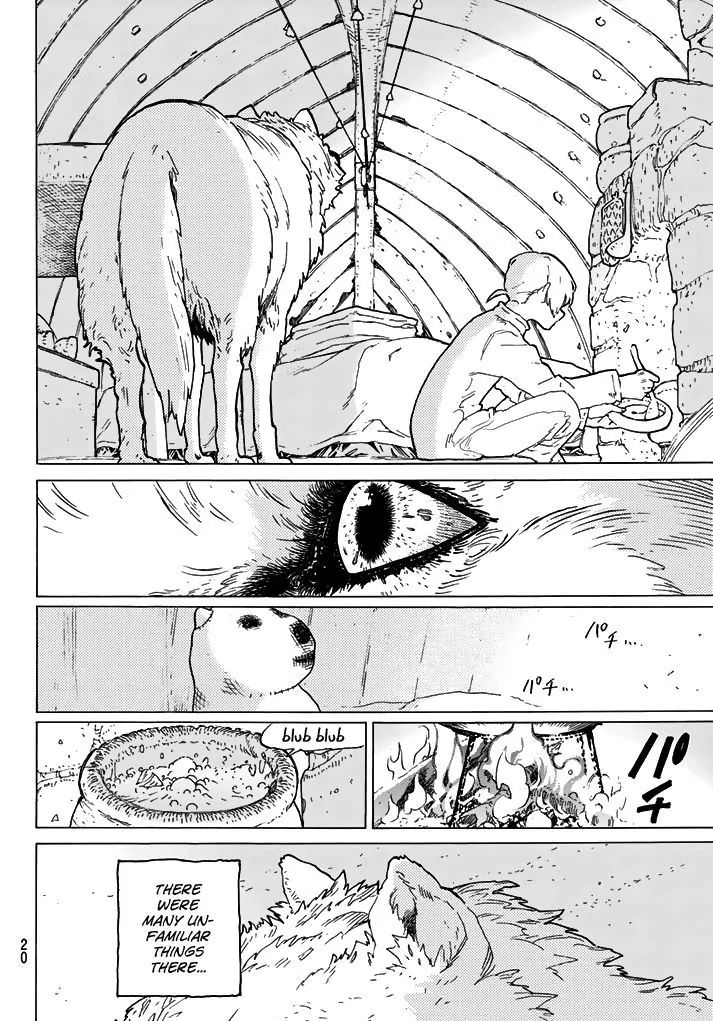 パチ...
パチ...
パチ
blub blub
THERE
WERE
MANY UN-
FAMILIAR
THINGS
THERE...
20